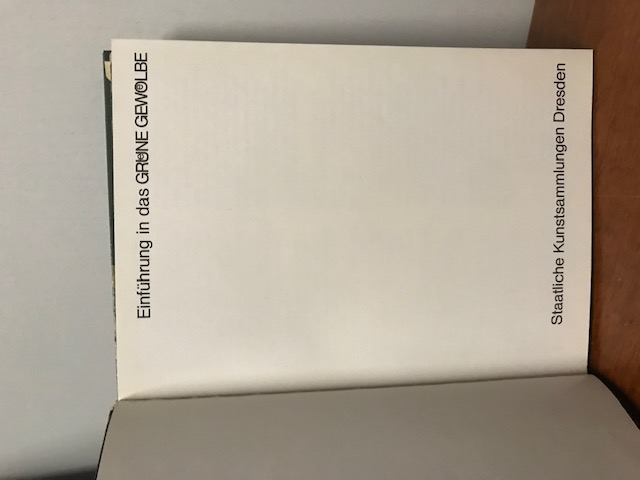 Einführung in das GRÜNE GEWÖLBE
Staatliche Kunstsammlungen Dresden